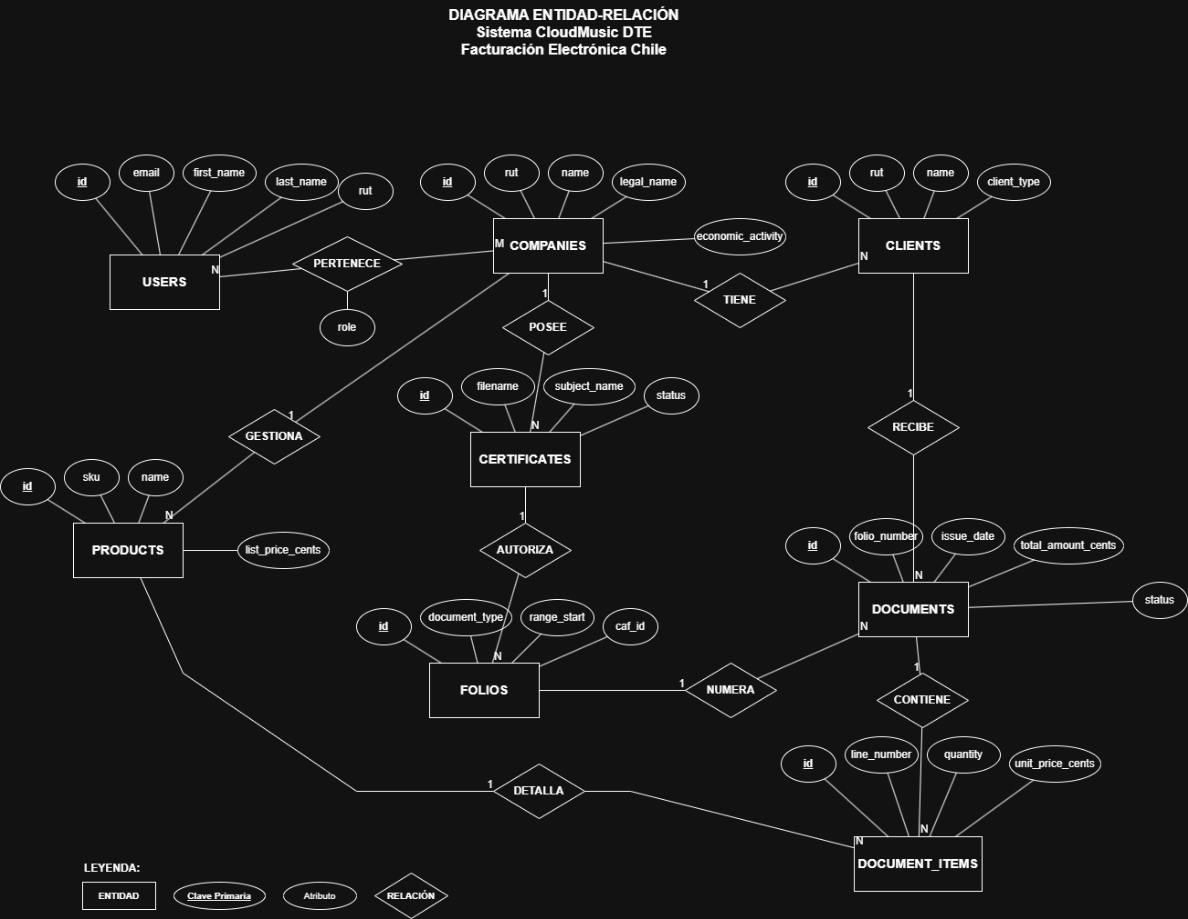 DIAGRAMA ENTIDAD-RELACIÓN
Sistema CloudMusic DTE
Facturación Electrónica Chile
id
email
first_name
last_name
rut
id
rut
name
legal_name
id
rut
name
client_type
economic_activity
USERS
N
PERTENECE
M
COMPANIES
1
TIENE
N
CLIENTS
role
1
POSEE
id
filename
subject_name
status
1
GESTIONA
N
CERTIFICATES
1
RECIBE
id
sku
name
N
PRODUCTS
list_price_cents
1
AUTORIZA
id
folio_number
issue_date
total_amount_cents
status
N
DOCUMENTS
N
id
document_type
range_start
caf_id
N
FOLIOS
1
NUMERA
1
CONTIENE
id
line_number
quantity
unit_price_cents
1
DETALLA
N
N
DOCUMENT_ITEMS
LEYENDA:
ENTIDAD
Clave Primaria
Atributo
RELACIÓN